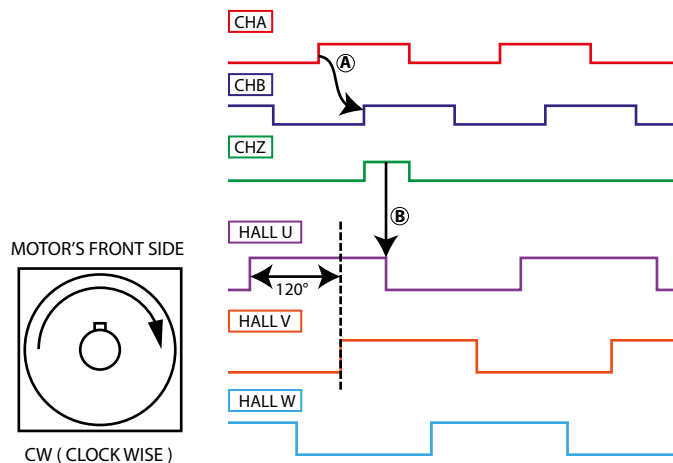 CHA
Ⓐ
CHB
CHZ
Ⓑ
HALL U
MOTOR'S FRONT SIDE
120°
HALL V
HALL W
CW ( CLOCK WISE )